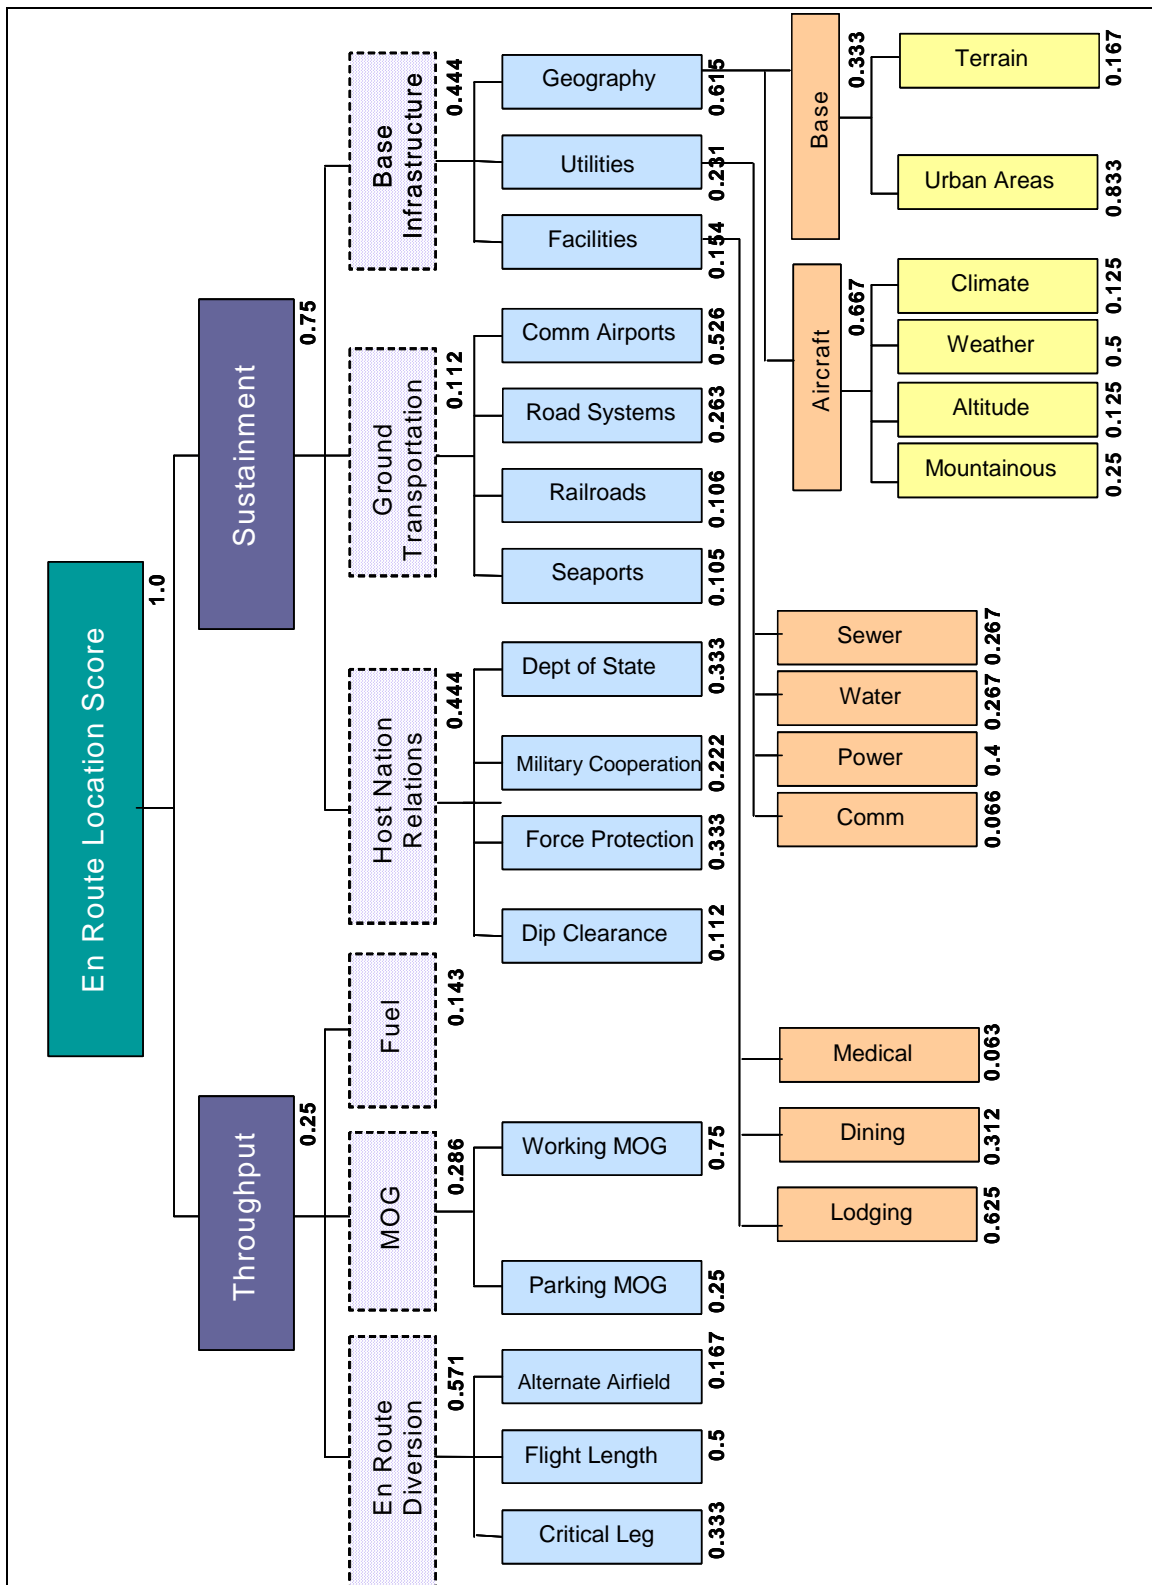 En Route Location Score
1.0
Sustainment
0.75
Throughput
0.25
Base
Infrastructure
0.444
Ground
Transportation
0.112
Host Nation
Relations
0.444
Fuel
0.143
MOG
0.286
En Route
Diversion
0.571
Geography
0.615
Utilities
0.231
Facilities
0.154
Comm Airports
0.526
Road Systems
0.263
Railroads
0.106
Seaports
0.105
Dept of State
0.333
Military Cooperation
0.222
Force Protection
0.333
Dip Clearance
0.112
Working MOG
0.75
Parking MOG
0.25
Alternate Airfield
0.167
Flight Length
0.5
Critical Leg
0.333
Base
0.333
Aircraft
0.667
Sewer
0.267
Water
0.267
Power
0.4
Comm
0.066
Medical
0.063
Dining
0.312
Lodging
0.625
Terrain
0.167
Urban Areas
0.833
Climate
0.125
Weather
0.5
Altitude
0.125
Mountainous
0.25